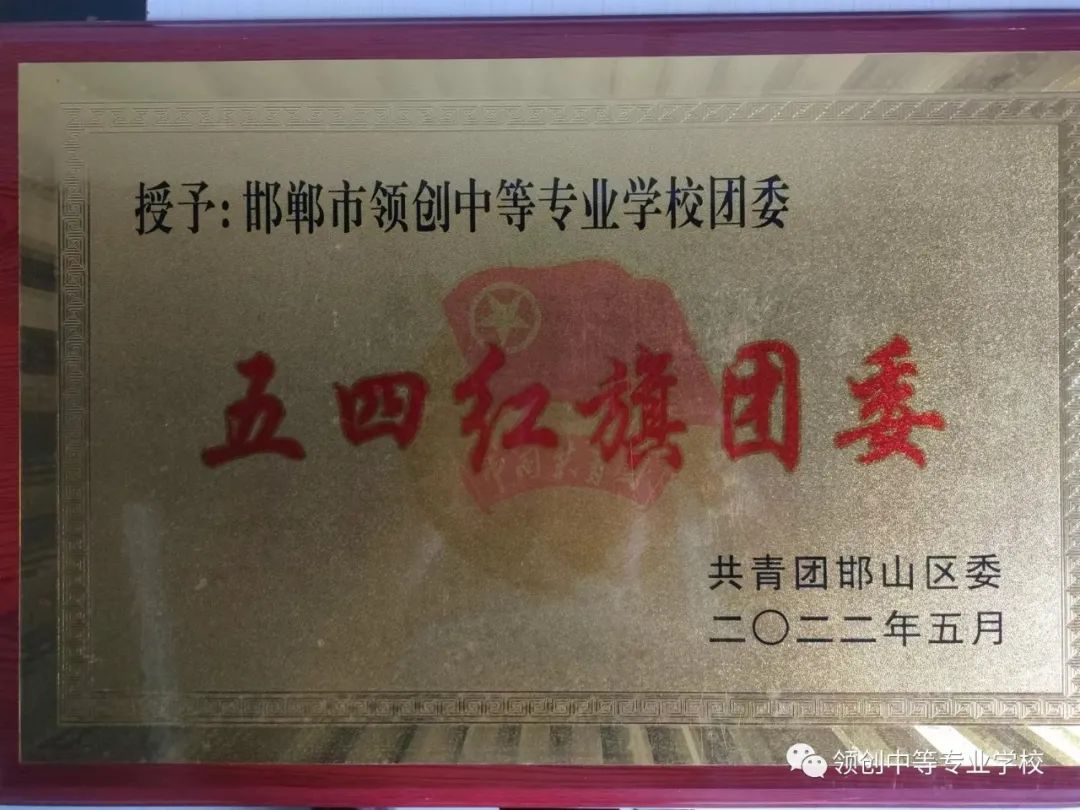 授予：邯郸市领创中等专业学校团委
五四红旗团委
共青团邯山区委
二〇二二年五月
领创中等专业学校